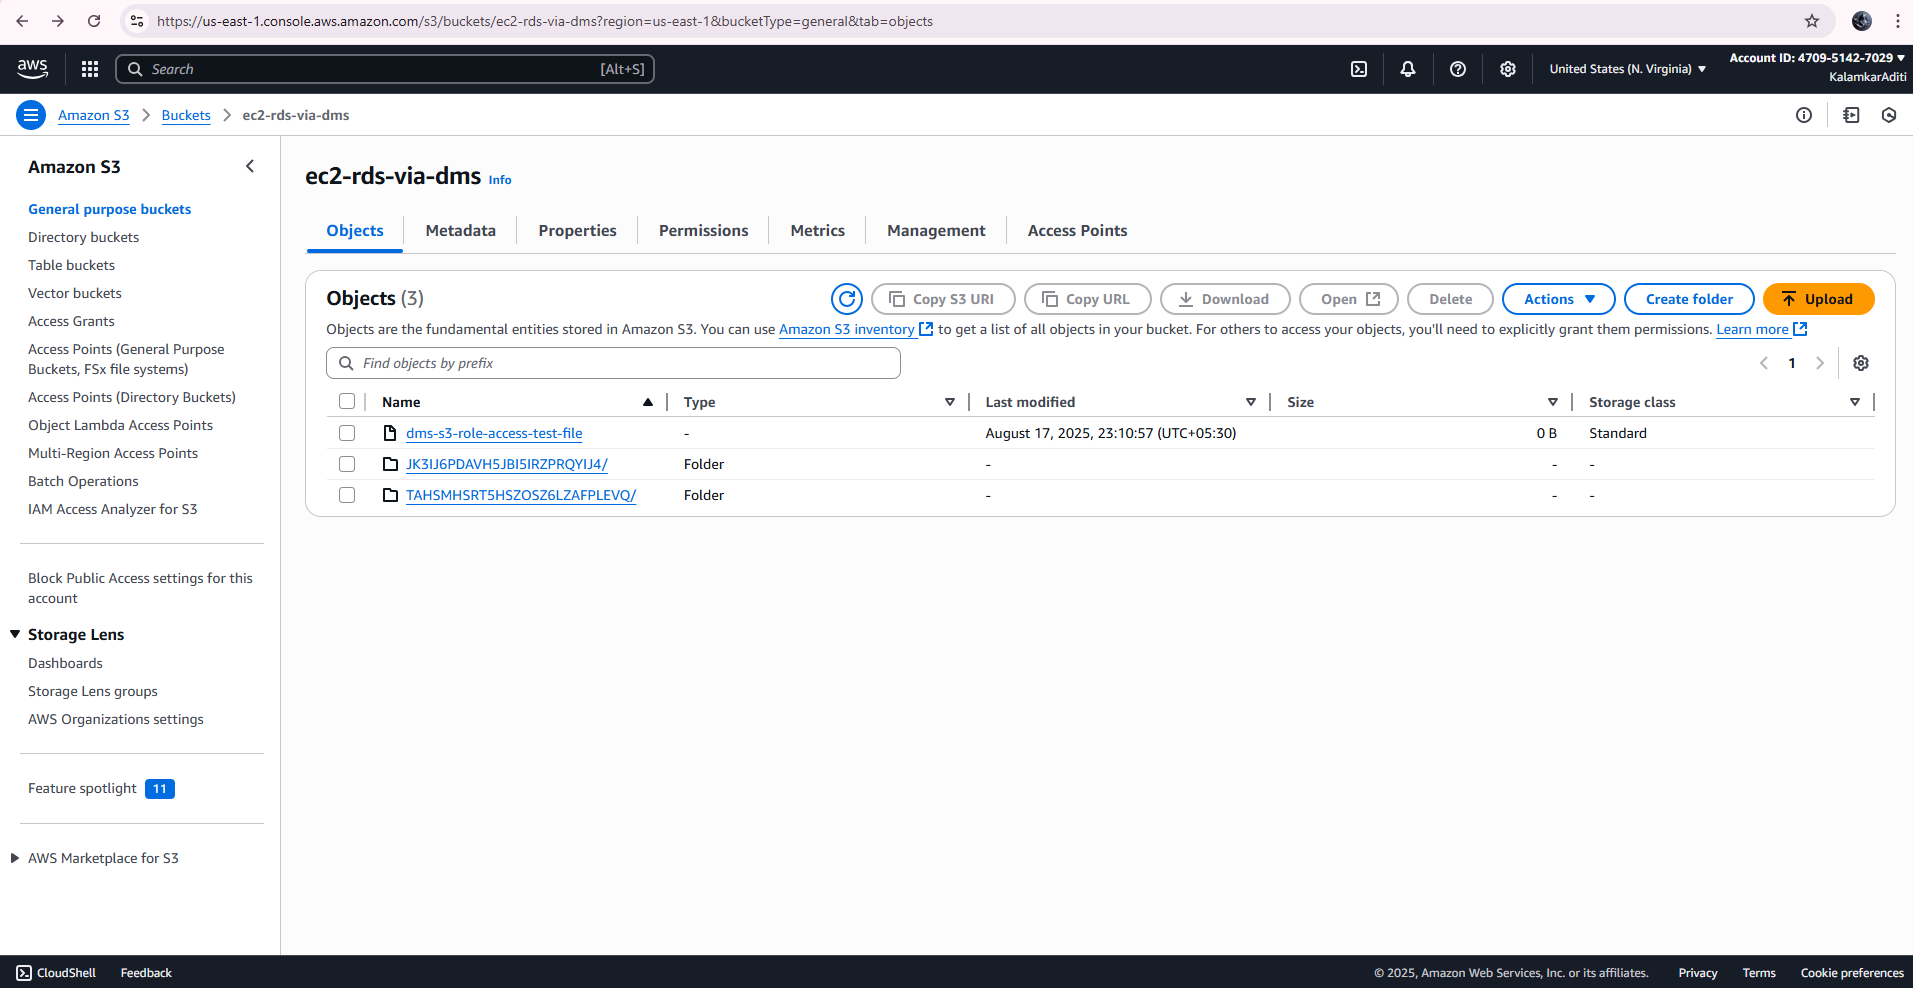 https://us-east-1.console.aws.amazon.com/s3/buckets/ec2-rds-via-dms?region=us-east-1&bucketType=general&tab=objects
aws
Search
[Alt+S]
United States (N. Virginia)
Account ID: 4709-5142-7029
KalamkarAditi
Amazon S3
Buckets
ec2-rds-via-dms
Amazon S3
General purpose buckets
Directory buckets
Table buckets
Vector buckets
Access Grants
Access Points (General Purpose
Buckets, FSx file systems)
Access Points (Directory Buckets)
Object Lambda Access Points
Multi-Region Access Points
Batch Operations
IAM Access Analyzer for S3
Block Public Access settings for this
account
Storage Lens
Dashboards
Storage Lens groups
AWS Organizations settings
Feature spotlight 11
AWS Marketplace for S3
ec2-rds-via-dms Info
Objects Metadata Properties Permissions Metrics Management Access Points
Objects (3)
Copy S3 URI Copy URL Download Open Delete Actions Create folder Upload
Objects are the fundamental entities stored in Amazon S3. You can use Amazon S3 inventory to get a list of all objects in your bucket. For others to access your objects, you'll need to explicitly grant them permissions. Learn more
Find objects by prefix
1
Name Type Last modified Size Storage class
dms-s3-role-access-test-file - August 17, 2025, 23:10:57 (UTC+05:30) 0 B Standard
JK3IJ6PDAVH5JBI5IRZPRQYIJ4/ Folder - - -
TAHSMHSRT5HSZOSZ6LZAFPLEVQ/ Folder - - -
CloudShell Feedback
© 2025, Amazon Web Services, Inc. or its affiliates. Privacy Terms Cookie preferences